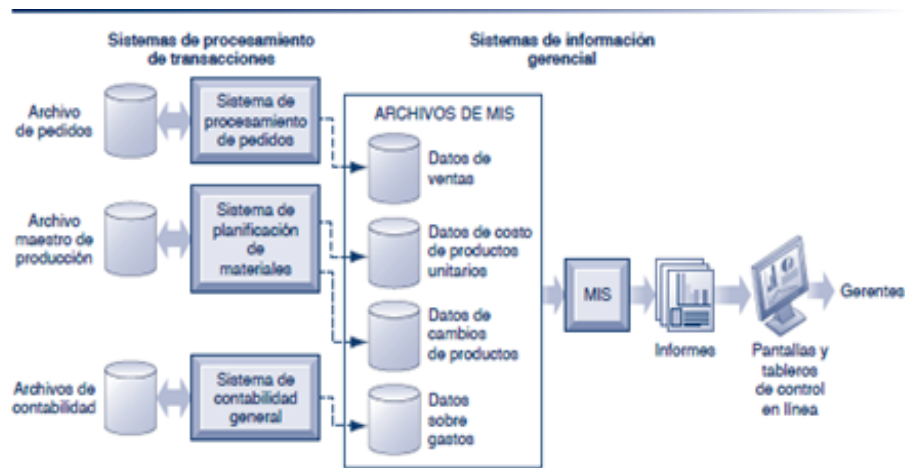 Sistemas de procesamiento
de transacciones
Sistemas de información
gerencial
Archivo
de pedidos
Sistema de
procesamiento
de pedidos
ARCHIVOS DE MIS
Datos de
ventas
Archivo
maestro de
producción
Sistema de
planificación
de
materiales
Datos de costo
de productos
unitarios
Datos de
cambios
de productos
MIS
Informes
Pantallas y
tableros
de control
en línea
Gerentes
Archivos de
contabilidad
Sistema de
contabilidad
general
Datos
sobre
gastos